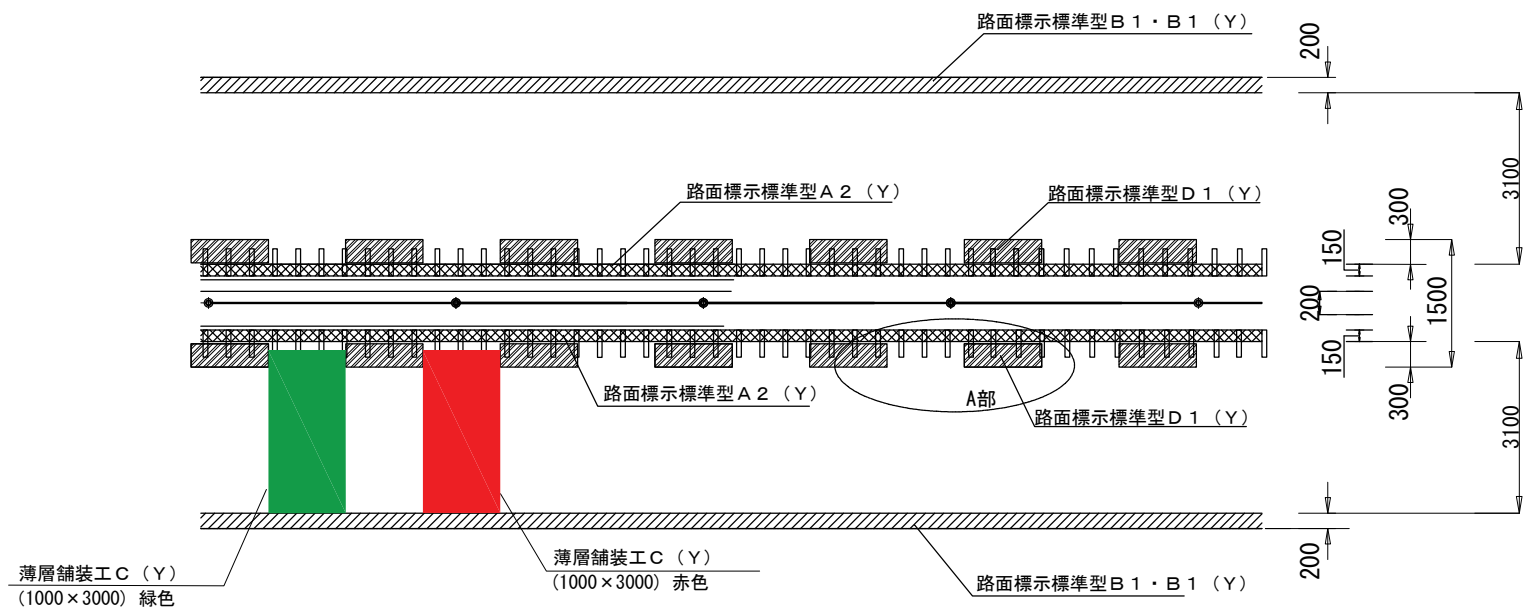 路面標示標準型Ｂ１・Ｂ１（Ｙ）
200
3100
路面標示標準型Ａ２（Ｙ）
路面標示標準型Ｄ１（Ｙ）
300
150
200
1500
150
300
路面標示標準型Ａ２（Ｙ）
A部
路面標示標準型Ｄ１（Ｙ）
3100
薄層舗装工Ｃ（Ｙ）
(1000×3000) 緑色
薄層舗装工Ｃ（Ｙ）
(1000×3000) 赤色
路面標示標準型Ｂ１・Ｂ１（Ｙ）
200